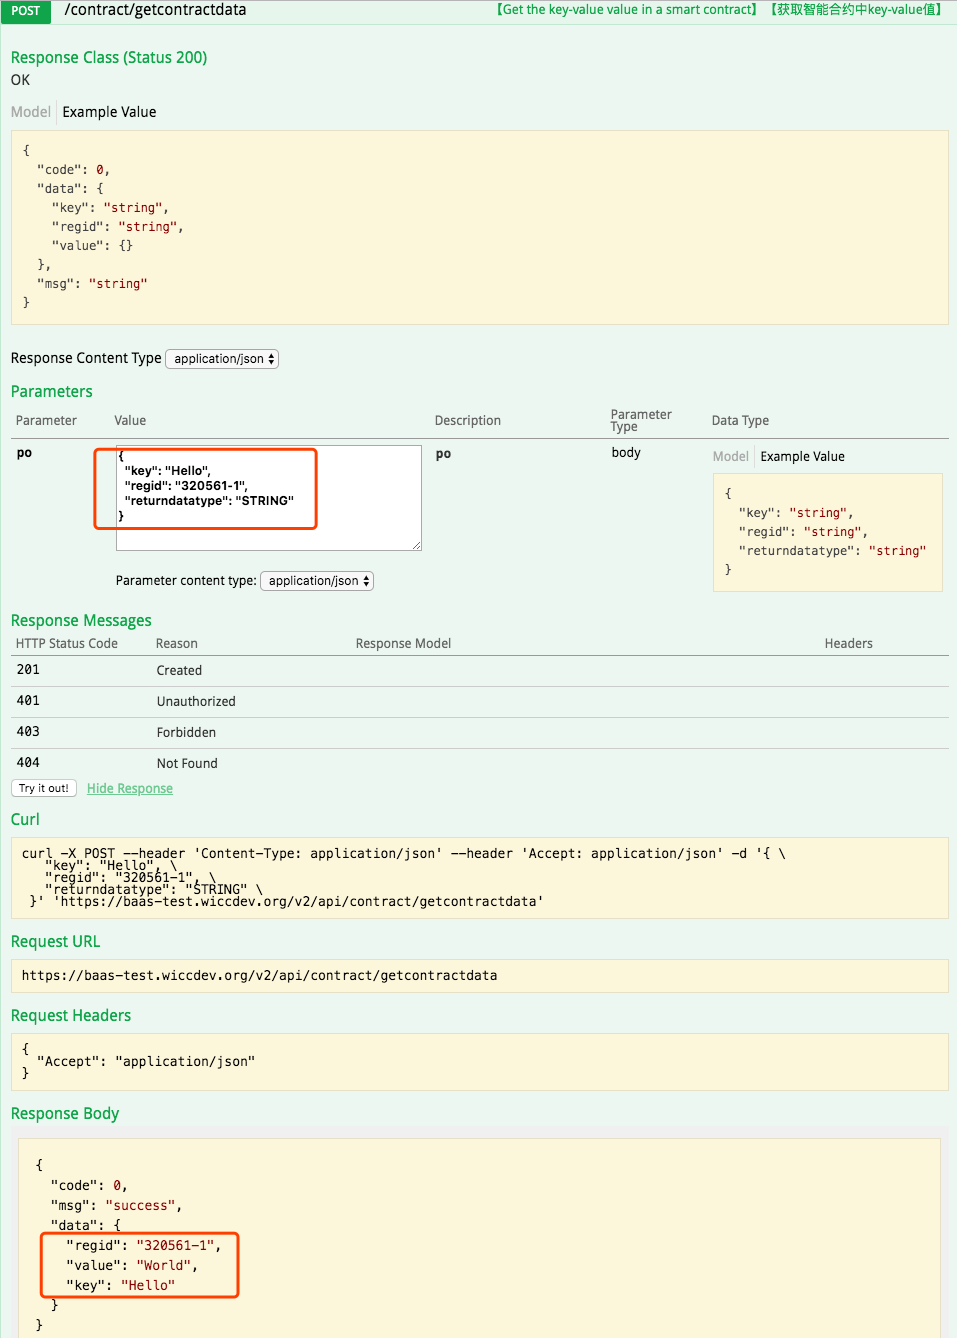 POST /contract/getcontractdata 【Get the key-value value in a smart contract】【获取智能合约中key-value值】
Response Class (Status 200)
OK
Model Example Value
{
"code": 0,
"data": {
"key": "string",
"regid": "string",
"value": {}
},
"msg": "string"
}
Response Content Type application/json
Parameters
Parameter Value Description Parameter Type Data Type
po
{
"key": "Hello",
"regid": "320561-1",
"returndatatype": "STRING"
}
po body Model Example Value
{
"key": "string",
"regid": "string",
"returndatatype": "string"
}
Parameter content type: application/json
Response Messages
HTTP Status Code Reason Response Model Headers
201 Created
401 Unauthorized
403 Forbidden
404 Not Found
Try it out! Hide Response
Curl
curl -X POST --header 'Content-Type: application/json' --header 'Accept: application/json' -d '{ \
"key": "Hello", \
"regid": "320561-1", \
"returndatatype": "STRING" \
}' 'https://baas-test.wiccdev.org/v2/api/contract/getcontractdata'
Request URL
https://baas-test.wiccdev.org/v2/api/contract/getcontractdata
Request Headers
{
"Accept": "application/json"
}
Response Body
{
"code": 0,
"msg": "success",
"data": {
"regid": "320561-1",
"value": "World",
"key": "Hello"
}
}